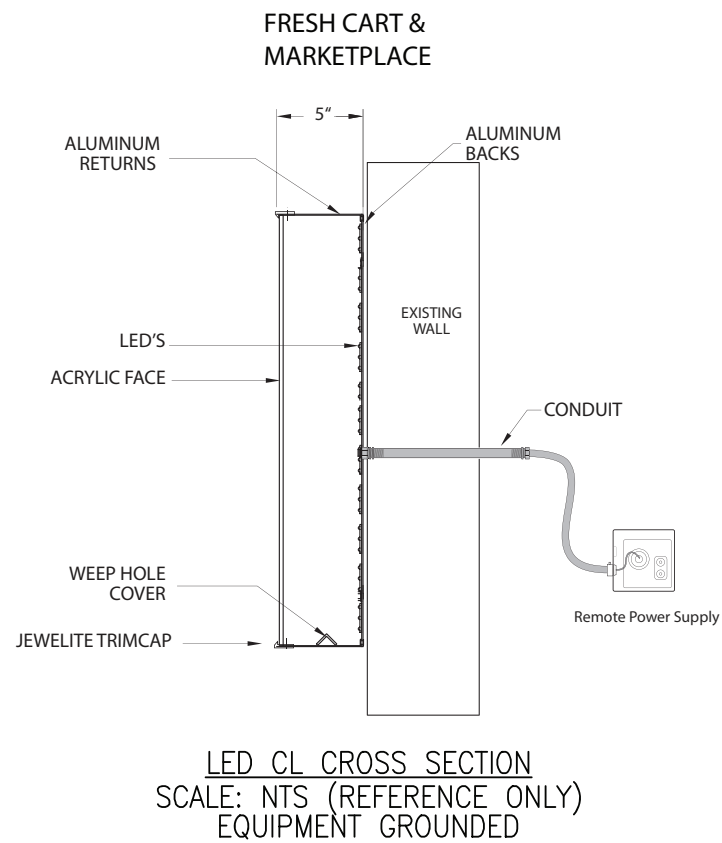 FRESH CART &
MARKETPLACE
5"
ALUMINUM
RETURNS
ALUMINUM
BACKS
EXISTING
WALL
LED'S
ACRYLIC FACE
CONDUIT
WEEP HOLE
COVER
Remote Power Supply
JEWELITE TRIMCAP
LED CL CROSS SECTION
SCALE: NTS (REFERENCE ONLY)
EQUIPMENT GROUNDED